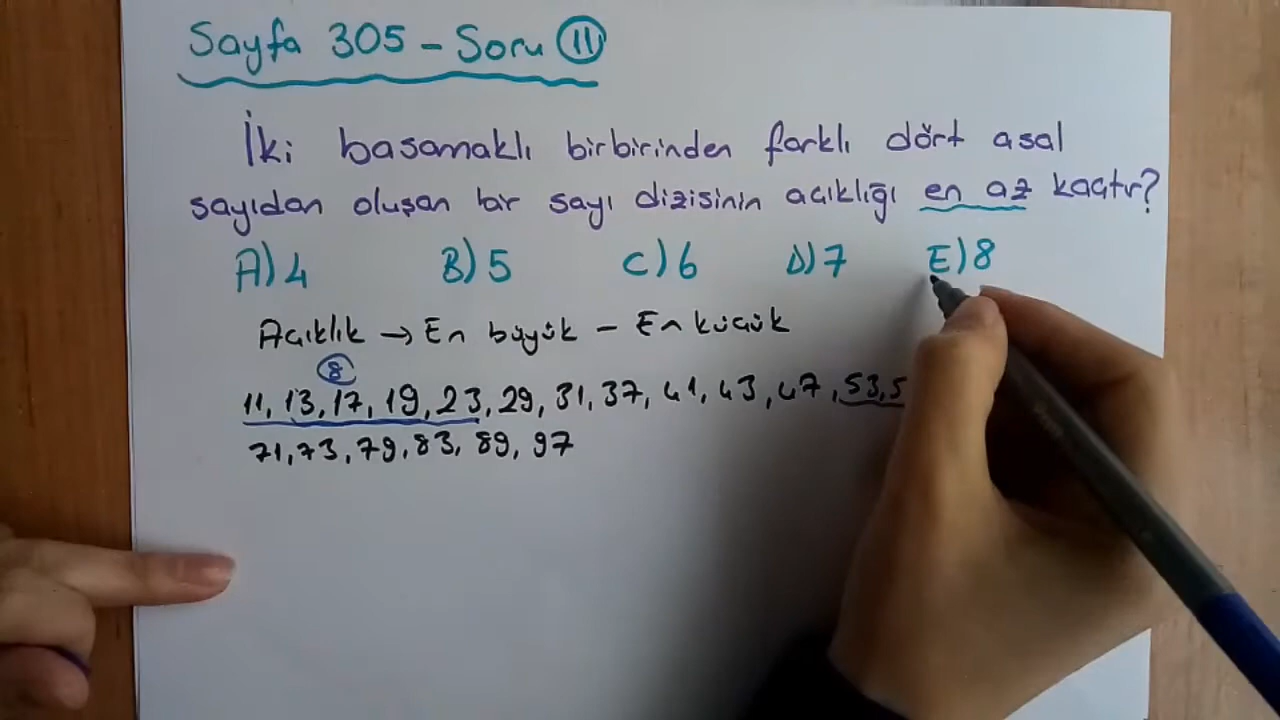 Sayfa 305 - Soru 11
İki basamaklı birbirinden farklı dört asal
sayıdan oluşan bir sayı dizisinin açıklığı en az kaçtır?
A) 4 B) 5 C) 6 D) 7 E) 8
Açıklık → En büyük - En küçük
8
11, 13, 17, 19, 23, 29, 31, 37, 41, 43, 47, 53, 5
71, 73, 79, 83, 89, 97